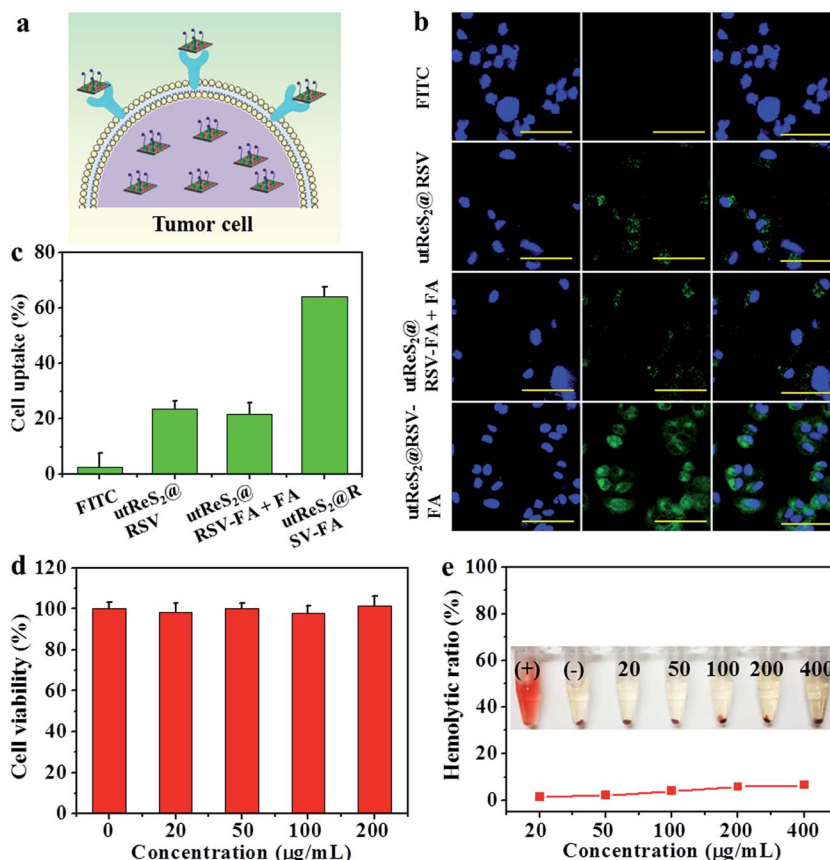 a
Tumor cell
b
FITC
utReS₂@RSV
utReS₂@
RSV-FA + FA
utReS₂@RSV-
FA
c
Cell uptake (%)
80
60
40
20
0
FITC
utReS₂@
RSV
utReS₂@
RSV-FA + FA
utReS₂@R
SV-FA
d
Cell viability (%)
120
100
80
60
40
20
0
0 20 50 100 200
Concentration (μg/mL)
e
Hemolytic ratio (%)
100
80
60
40
20
0
(+) (-) 20 50 100 200 400
20 50 100 200 400
Concentration (μg/mL)